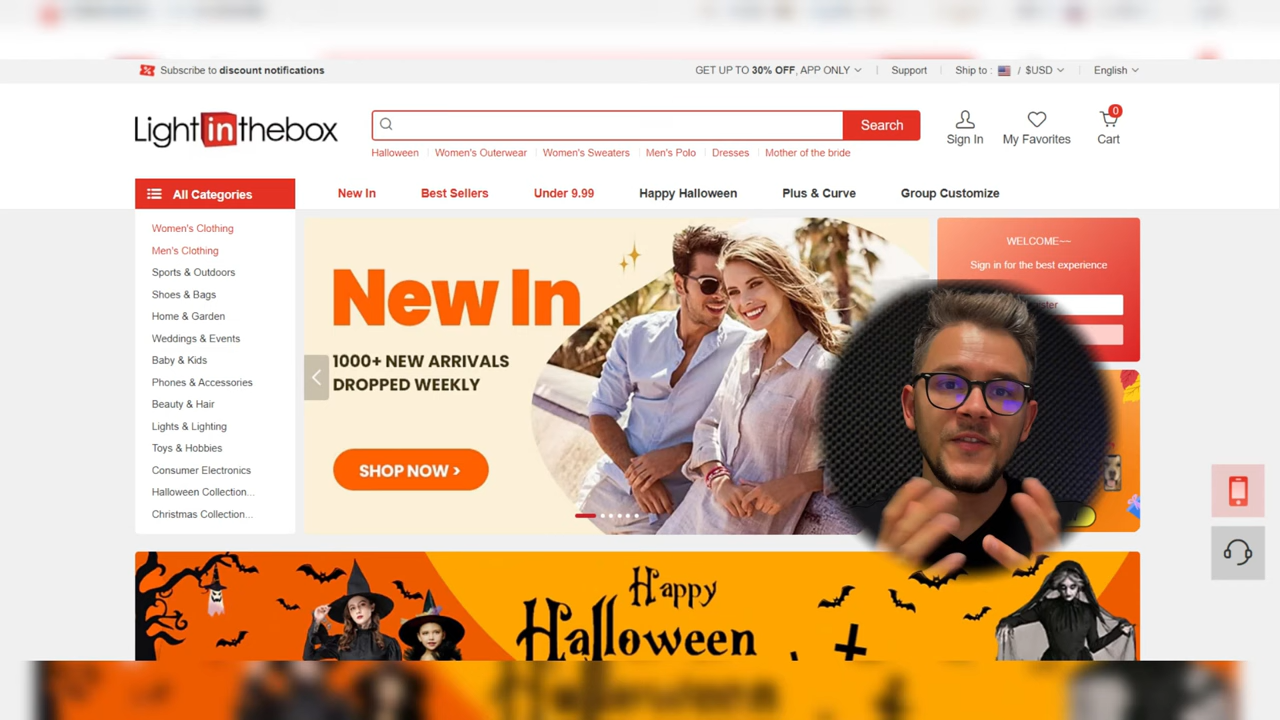 Subscribe to discount notifications
GET UP TO 30% OFF, APP ONLY
Support
Ship to : / $USD
English
Lightinthebox
Search
Sign In
My Favorites
0
Cart
Halloween
Women's Outerwear
Women's Sweaters
Men's Polo
Dresses
Mother of the bride
All Categories
New In
Best Sellers
Under 9.99
Happy Halloween
Plus & Curve
Group Customize
Women's Clothing
Men's Clothing
Sports & Outdoors
Shoes & Bags
Home & Garden
Weddings & Events
Baby & Kids
Phones & Accessories
Beauty & Hair
Lights & Lighting
Toys & Hobbies
Consumer Electronics
Halloween Collection...
Christmas Collection...
New In
1000+ NEW ARRIVALS
DROPPED WEEKLY
SHOP NOW >
WELCOME~~
Sign in for the best experience
Happy
Halloween